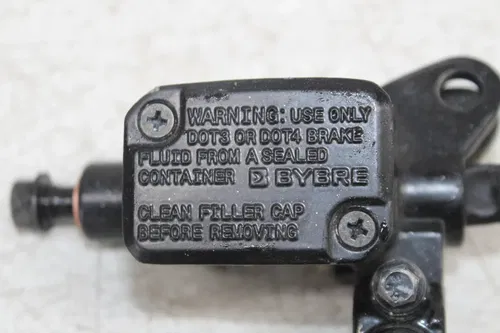 WARNING: USE ONLY
DOT3 OR DOT4 BRAKE
FLUID FROM A SEALED
CONTAINER BYBRE
CLEAN FILLER CAP
BEFORE REMOVING